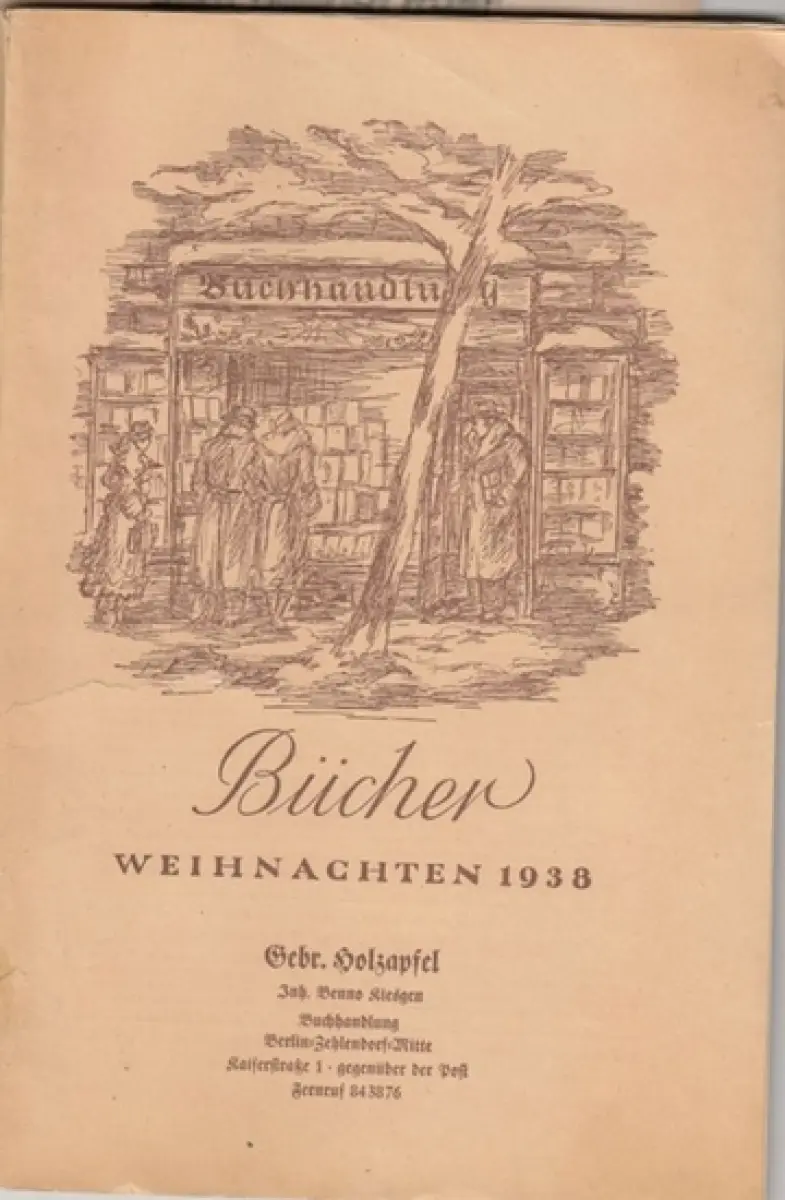 Buchhandlung
Bücher
WEIHNACHTEN 1938
Gebr. Holzapfel
Inh. Benno Kiesgen
Buchhandlung
Berlin-Zehlendorf-Mitte
Kaiserstraße 1 · gegenüber der Post
Fernruf 843876